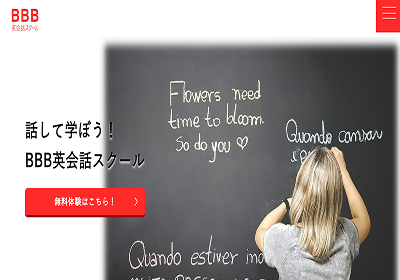 BBB
英会話スクール
Flowers need
time to bloom.
So do you ♡
Quando cansar
話して学ぼう！
BBB英会話スクール
無料体験はこちら！
Quando estiver